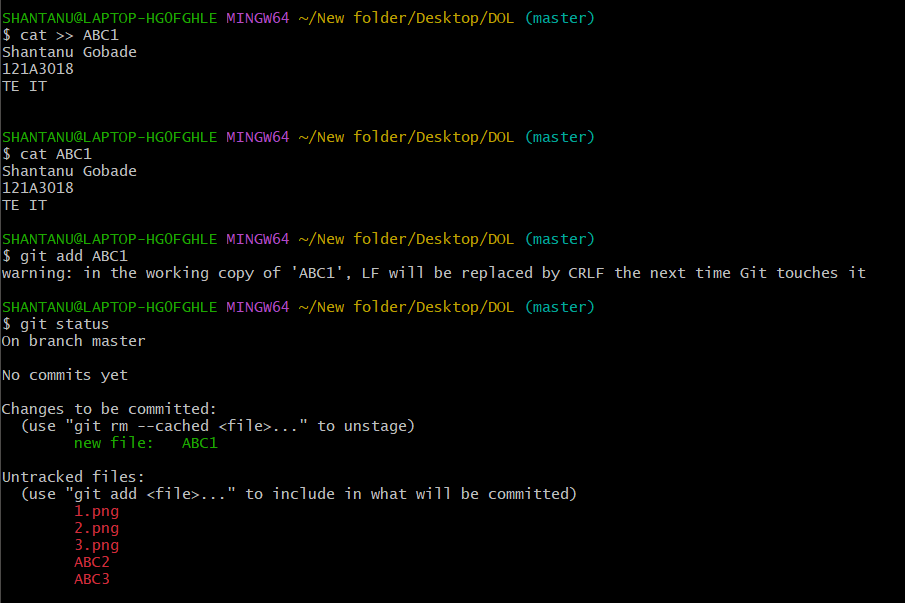 SHANTANU@LAPTOP-HG0FGHLE MINGW64 ~/New folder/Desktop/DOL (master)
$ cat >> ABC1
Shantanu Gobade
121A3018
TE IT
SHANTANU@LAPTOP-HG0FGHLE MINGW64 ~/New folder/Desktop/DOL (master)
$ cat ABC1
Shantanu Gobade
121A3018
TE IT
SHANTANU@LAPTOP-HG0FGHLE MINGW64 ~/New folder/Desktop/DOL (master)
$ git add ABC1
warning: in the working copy of 'ABC1', LF will be replaced by CRLF the next time Git touches it
SHANTANU@LAPTOP-HG0FGHLE MINGW64 ~/New folder/Desktop/DOL (master)
$ git status
On branch master
No commits yet
Changes to be committed:
  (use "git rm --cached <file>..." to unstage)
        new file:   ABC1
Untracked files:
  (use "git add <file>..." to include in what will be committed)
        1.png
        2.png
        3.png
        ABC2
        ABC3